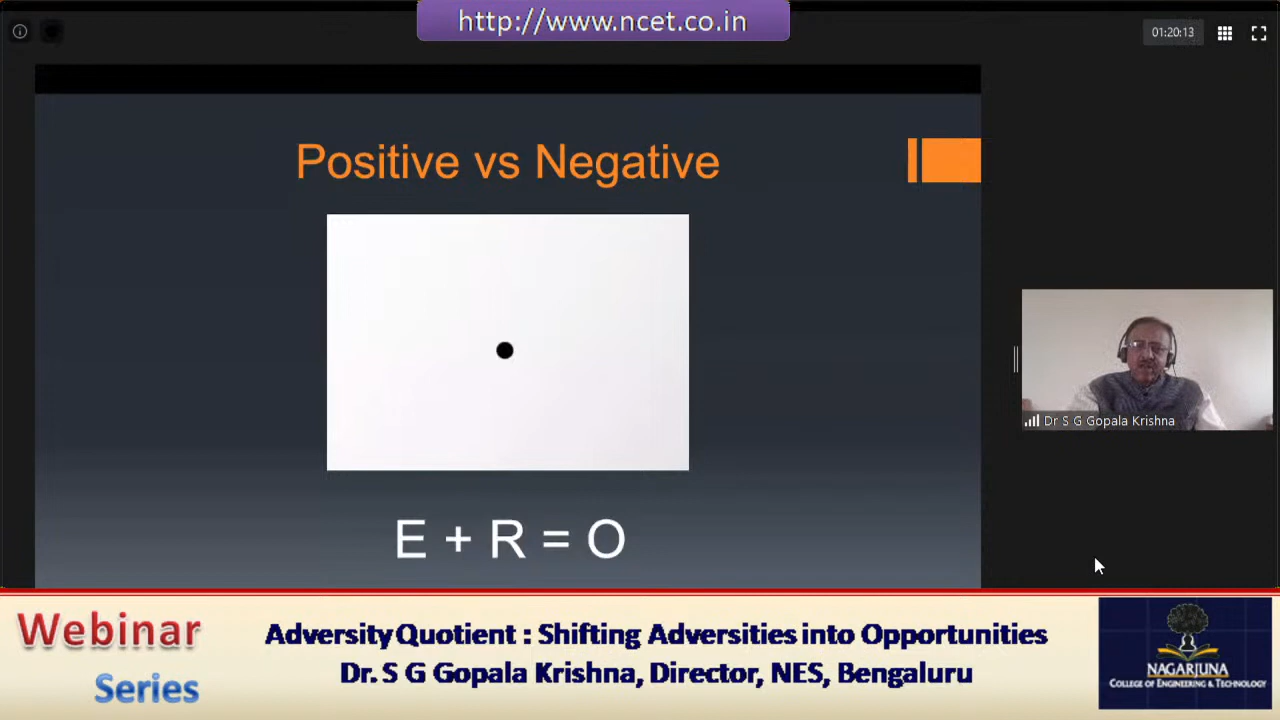 http://www.ncet.co.in
01:20:13
Positive vs Negative
E + R = O
Dr S G Gopala Krishna
Webinar
Series
Adversity Quotient : Shifting Adversities into Opportunities
Dr. S G Gopala Krishna, Director, NES, Bengaluru
NAGARJUNA
COLLEGE OF ENGINEERING & TECHNOLOGY